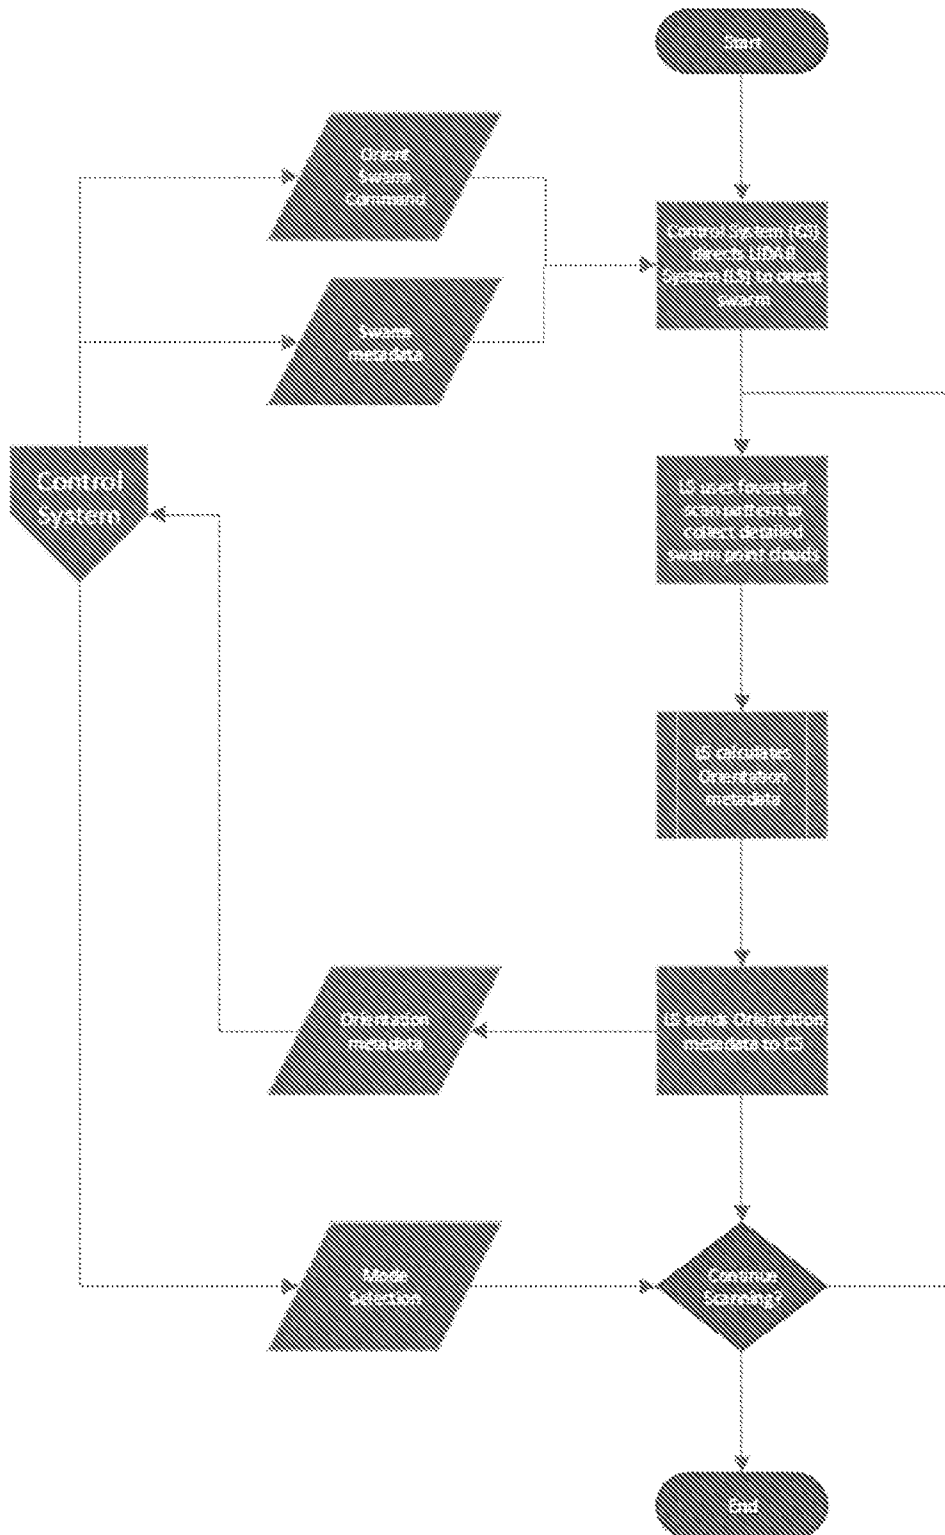 Start
Orient
Swarm
Command
Control System (CS)
directs LIDAR
System (LS) to orient
swarm
Swarm
metadata
Control
System
LS uses foveated
scan pattern to
collect detailed
swarm point clouds
LS calculates
Orientation
metadata
Orientation
metadata
LS sends Orientation
metadata to CS
Mode
Selection
Continue
Scanning?
End